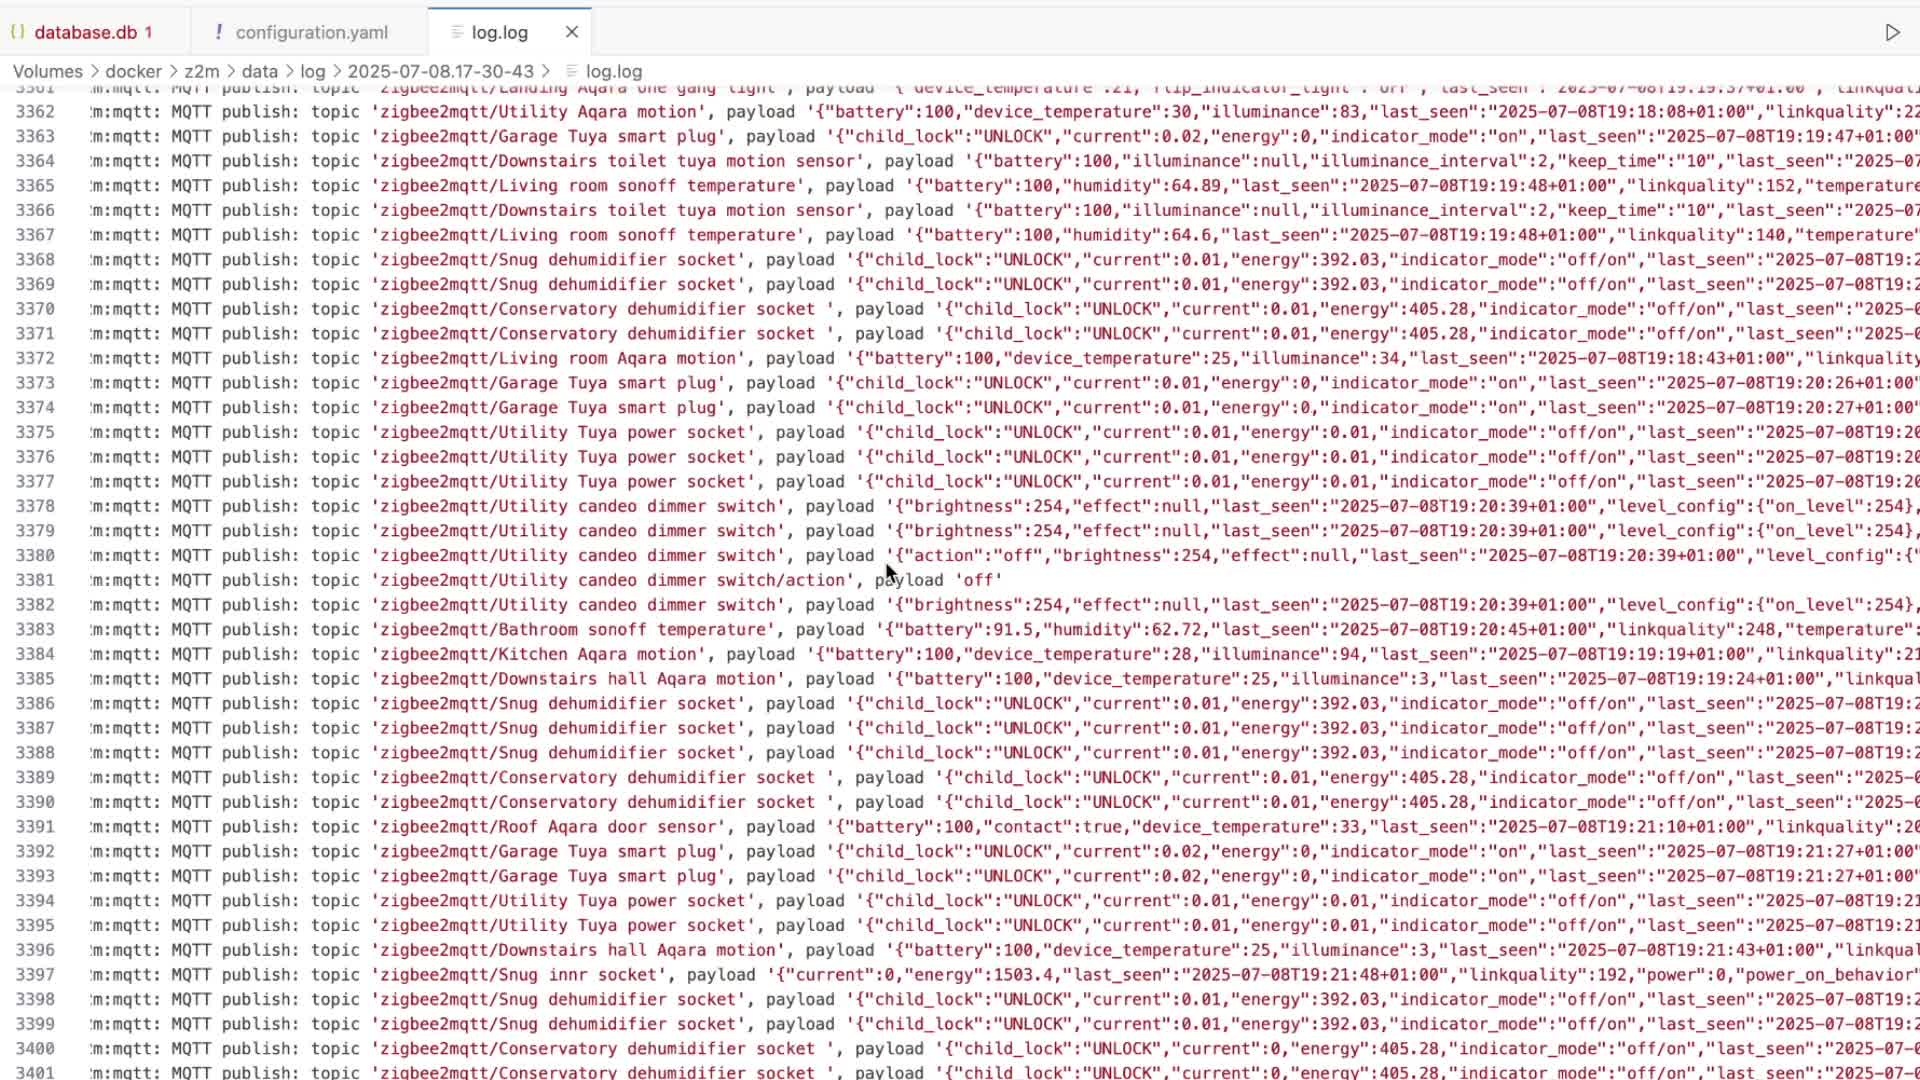 {} database.db 1 ! configuration.yaml log.log ×
Volumes > docker > z2m > data > log > 2025-07-08.17-30-43 > log.log
3361 m:mqtt: MQTT publish: topic 'zigbee2mqtt/Landing Aqara one gang light', payload '{"device_temperature":21,"flip_indicator_light":"OFF","last_seen":"2025-07-08T19:19:37+01:00","linkquali
3362 m:mqtt: MQTT publish: topic 'zigbee2mqtt/Utility Aqara motion', payload '{"battery":100,"device_temperature":30,"illuminance":83,"last_seen":"2025-07-08T19:18:08+01:00","linkquality":22
3363 m:mqtt: MQTT publish: topic 'zigbee2mqtt/Garage Tuya smart plug', payload '{"child_lock":"UNLOCK","current":0.02,"energy":0,"indicator_mode":"on","last_seen":"2025-07-08T19:19:47+01:00"
3364 m:mqtt: MQTT publish: topic 'zigbee2mqtt/Downstairs toilet tuya motion sensor', payload '{"battery":100,"illuminance":null,"illuminance_interval":2,"keep_time":"10","last_seen":"2025-07
3365 m:mqtt: MQTT publish: topic 'zigbee2mqtt/Living room sonoff temperature', payload '{"battery":100,"humidity":64.89,"last_seen":"2025-07-08T19:19:48+01:00","linkquality":152,"temperature
3366 m:mqtt: MQTT publish: topic 'zigbee2mqtt/Downstairs toilet tuya motion sensor', payload '{"battery":100,"illuminance":null,"illuminance_interval":2,"keep_time":"10","last_seen":"2025-07
3367 m:mqtt: MQTT publish: topic 'zigbee2mqtt/Living room sonoff temperature', payload '{"battery":100,"humidity":64.6,"last_seen":"2025-07-08T19:19:48+01:00","linkquality":140,"temperature"
3368 m:mqtt: MQTT publish: topic 'zigbee2mqtt/Snug dehumidifier socket', payload '{"child_lock":"UNLOCK","current":0.01,"energy":392.03,"indicator_mode":"off/on","last_seen":"2025-07-08T19:2
3369 m:mqtt: MQTT publish: topic 'zigbee2mqtt/Snug dehumidifier socket', payload '{"child_lock":"UNLOCK","current":0.01,"energy":392.03,"indicator_mode":"off/on","last_seen":"2025-07-08T19:2
3370 m:mqtt: MQTT publish: topic 'zigbee2mqtt/Conservatory dehumidifier socket ', payload '{"child_lock":"UNLOCK","current":0.01,"energy":405.28,"indicator_mode":"off/on","last_seen":"2025-0
3371 m:mqtt: MQTT publish: topic 'zigbee2mqtt/Conservatory dehumidifier socket ', payload '{"child_lock":"UNLOCK","current":0.01,"energy":405.28,"indicator_mode":"off/on","last_seen":"2025-0
3372 m:mqtt: MQTT publish: topic 'zigbee2mqtt/Living room Aqara motion', payload '{"battery":100,"device_temperature":25,"illuminance":34,"last_seen":"2025-07-08T19:18:43+01:00","linkquality
3373 m:mqtt: MQTT publish: topic 'zigbee2mqtt/Garage Tuya smart plug', payload '{"child_lock":"UNLOCK","current":0.01,"energy":0,"indicator_mode":"on","last_seen":"2025-07-08T19:20:26+01:00"
3374 m:mqtt: MQTT publish: topic 'zigbee2mqtt/Garage Tuya smart plug', payload '{"child_lock":"UNLOCK","current":0.01,"energy":0,"indicator_mode":"on","last_seen":"2025-07-08T19:20:27+01:00"
3375 m:mqtt: MQTT publish: topic 'zigbee2mqtt/Utility Tuya power socket', payload '{"child_lock":"UNLOCK","current":0.01,"energy":0.01,"indicator_mode":"off/on","last_seen":"2025-07-08T19:20
3376 m:mqtt: MQTT publish: topic 'zigbee2mqtt/Utility Tuya power socket', payload '{"child_lock":"UNLOCK","current":0.01,"energy":0.01,"indicator_mode":"off/on","last_seen":"2025-07-08T19:20
3377 m:mqtt: MQTT publish: topic 'zigbee2mqtt/Utility Tuya power socket', payload '{"child_lock":"UNLOCK","current":0.01,"energy":0.01,"indicator_mode":"off/on","last_seen":"2025-07-08T19:20
3378 m:mqtt: MQTT publish: topic 'zigbee2mqtt/Utility candeo dimmer switch', payload '{"brightness":254,"effect":null,"last_seen":"2025-07-08T19:20:39+01:00","level_config":{"on_level":254},
3379 m:mqtt: MQTT publish: topic 'zigbee2mqtt/Utility candeo dimmer switch', payload '{"brightness":254,"effect":null,"last_seen":"2025-07-08T19:20:39+01:00","level_config":{"on_level":254},
3380 m:mqtt: MQTT publish: topic 'zigbee2mqtt/Utility candeo dimmer switch', payload '{"action":"off","brightness":254,"effect":null,"last_seen":"2025-07-08T19:20:39+01:00","level_config":{"
3381 m:mqtt: MQTT publish: topic 'zigbee2mqtt/Utility candeo dimmer switch/action', payload 'off'
3382 m:mqtt: MQTT publish: topic 'zigbee2mqtt/Utility candeo dimmer switch', payload '{"brightness":254,"effect":null,"last_seen":"2025-07-08T19:20:39+01:00","level_config":{"on_level":254},
3383 m:mqtt: MQTT publish: topic 'zigbee2mqtt/Bathroom sonoff temperature', payload '{"battery":91.5,"humidity":62.72,"last_seen":"2025-07-08T19:20:45+01:00","linkquality":248,"temperature":
3384 m:mqtt: MQTT publish: topic 'zigbee2mqtt/Kitchen Aqara motion', payload '{"battery":100,"device_temperature":28,"illuminance":94,"last_seen":"2025-07-08T19:19:19+01:00","linkquality":21
3385 m:mqtt: MQTT publish: topic 'zigbee2mqtt/Downstairs hall Aqara motion', payload '{"battery":100,"device_temperature":25,"illuminance":3,"last_seen":"2025-07-08T19:19:24+01:00","linkqual
3386 m:mqtt: MQTT publish: topic 'zigbee2mqtt/Snug dehumidifier socket', payload '{"child_lock":"UNLOCK","current":0.01,"energy":392.03,"indicator_mode":"off/on","last_seen":"2025-07-08T19:2
3387 m:mqtt: MQTT publish: topic 'zigbee2mqtt/Snug dehumidifier socket', payload '{"child_lock":"UNLOCK","current":0.01,"energy":392.03,"indicator_mode":"off/on","last_seen":"2025-07-08T19:2
3388 m:mqtt: MQTT publish: topic 'zigbee2mqtt/Snug dehumidifier socket', payload '{"child_lock":"UNLOCK","current":0.01,"energy":392.03,"indicator_mode":"off/on","last_seen":"2025-07-08T19:2
3389 m:mqtt: MQTT publish: topic 'zigbee2mqtt/Conservatory dehumidifier socket ', payload '{"child_lock":"UNLOCK","current":0.01,"energy":405.28,"indicator_mode":"off/on","last_seen":"2025-0
3390 m:mqtt: MQTT publish: topic 'zigbee2mqtt/Conservatory dehumidifier socket ', payload '{"child_lock":"UNLOCK","current":0.01,"energy":405.28,"indicator_mode":"off/on","last_seen":"2025-0
3391 m:mqtt: MQTT publish: topic 'zigbee2mqtt/Roof Aqara door sensor', payload '{"battery":100,"contact":true,"device_temperature":33,"last_seen":"2025-07-08T19:21:10+01:00","linkquality":20
3392 m:mqtt: MQTT publish: topic 'zigbee2mqtt/Garage Tuya smart plug', payload '{"child_lock":"UNLOCK","current":0.02,"energy":0,"indicator_mode":"on","last_seen":"2025-07-08T19:21:27+01:00"
3393 m:mqtt: MQTT publish: topic 'zigbee2mqtt/Garage Tuya smart plug', payload '{"child_lock":"UNLOCK","current":0.02,"energy":0,"indicator_mode":"on","last_seen":"2025-07-08T19:21:27+01:00"
3394 m:mqtt: MQTT publish: topic 'zigbee2mqtt/Utility Tuya power socket', payload '{"child_lock":"UNLOCK","current":0.01,"energy":0.01,"indicator_mode":"off/on","last_seen":"2025-07-08T19:21
3395 m:mqtt: MQTT publish: topic 'zigbee2mqtt/Utility Tuya power socket', payload '{"child_lock":"UNLOCK","current":0.01,"energy":0.01,"indicator_mode":"off/on","last_seen":"2025-07-08T19:21
3396 m:mqtt: MQTT publish: topic 'zigbee2mqtt/Downstairs hall Aqara motion', payload '{"battery":100,"device_temperature":25,"illuminance":3,"last_seen":"2025-07-08T19:21:43+01:00","linkqual
3397 m:mqtt: MQTT publish: topic 'zigbee2mqtt/Snug innr socket', payload '{"current":0,"energy":1503.4,"last_seen":"2025-07-08T19:21:48+01:00","linkquality":192,"power":0,"power_on_behavior"
3398 m:mqtt: MQTT publish: topic 'zigbee2mqtt/Snug dehumidifier socket', payload '{"child_lock":"UNLOCK","current":0.01,"energy":392.03,"indicator_mode":"off/on","last_seen":"2025-07-08T19:2
3399 m:mqtt: MQTT publish: topic 'zigbee2mqtt/Snug dehumidifier socket', payload '{"child_lock":"UNLOCK","current":0.01,"energy":392.03,"indicator_mode":"off/on","last_seen":"2025-07-08T19:2
3400 m:mqtt: MQTT publish: topic 'zigbee2mqtt/Conservatory dehumidifier socket ', payload '{"child_lock":"UNLOCK","current":0,"energy":405.28,"indicator_mode":"off/on","last_seen":"2025-07-0
3401 m:mqtt: MQTT publish: topic 'zigbee2mqtt/Conservatory dehumidifier socket ', payload '{"child_lock":"UNLOCK","current":0.01,"energy":405.28,"indicator_mode":"off/on","last_seen":"2025-0